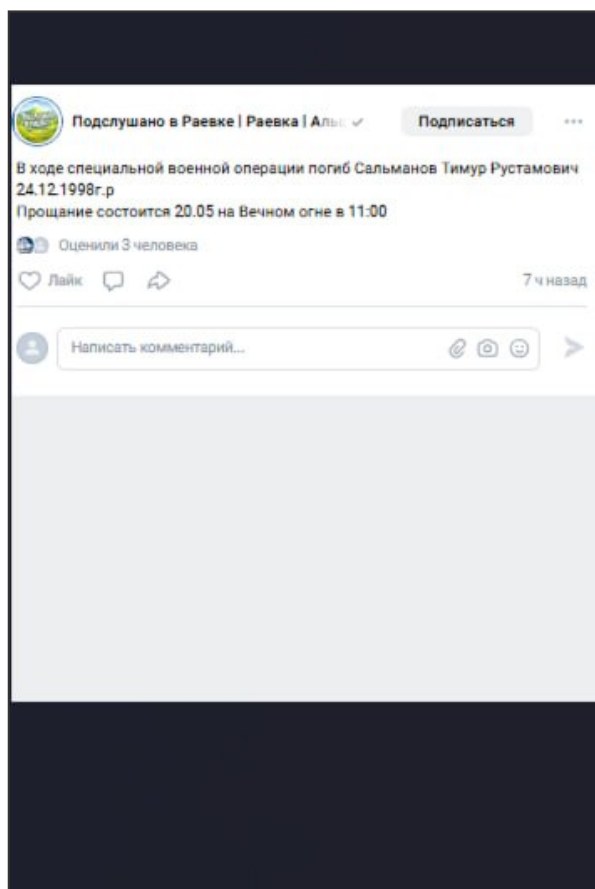 Подслушано в Раевке | Раевка |
Подписаться
В ходе специальной военной операции погиб Сальманов Тимур Рустамович
24.12.1998г.р
Прощание состоится 20.05 на Вечном огне в 11:00
Оценили 3 человека
Лайк
7 ч назад
Написать комментарий...